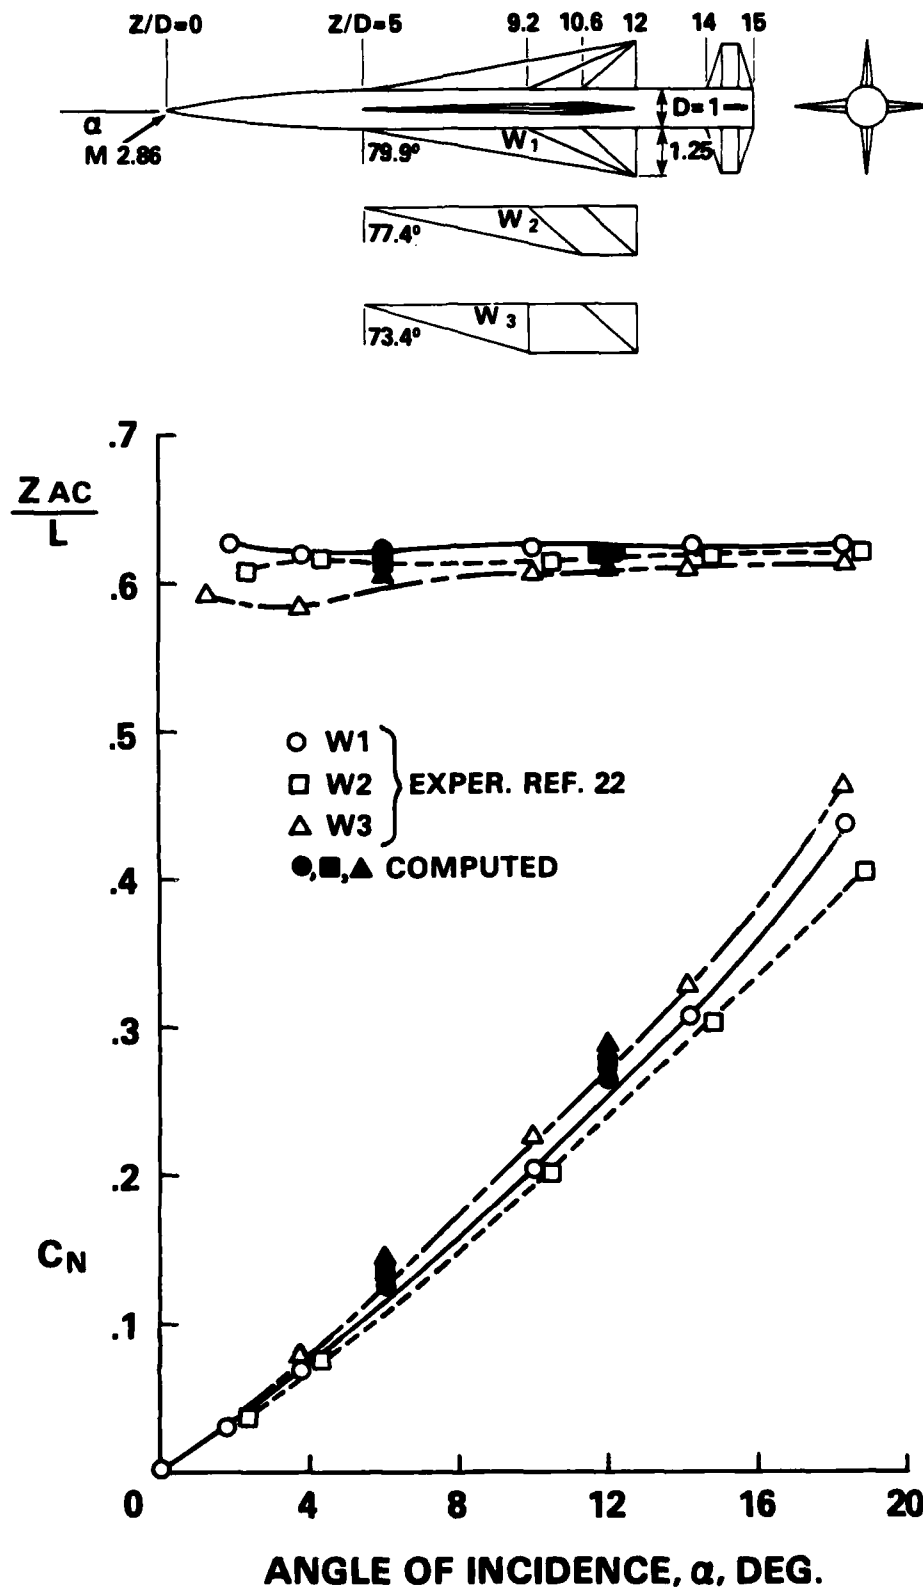 Z/D=0 Z/D=5 9.2 10.6 12 14 15
α
M 2.86
D=1
W1
79.9°
1.25
W2
77.4°
W3
73.4°
.7
Z AC
L
.6
.5
W1
W2
W3
EXPER. REF. 22
COMPUTED
.4
.3
.2
CN
.1
0 4 8 12 16 20
ANGLE OF INCIDENCE, α, DEG.